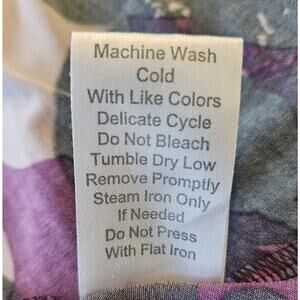 Machine Wash
Cold
With Like Colors
Delicate Cycle
Do Not Bleach
Tumble Dry Low
Remove Promptly
Steam Iron Only
If Needed
Do Not Press
With Flat Iron